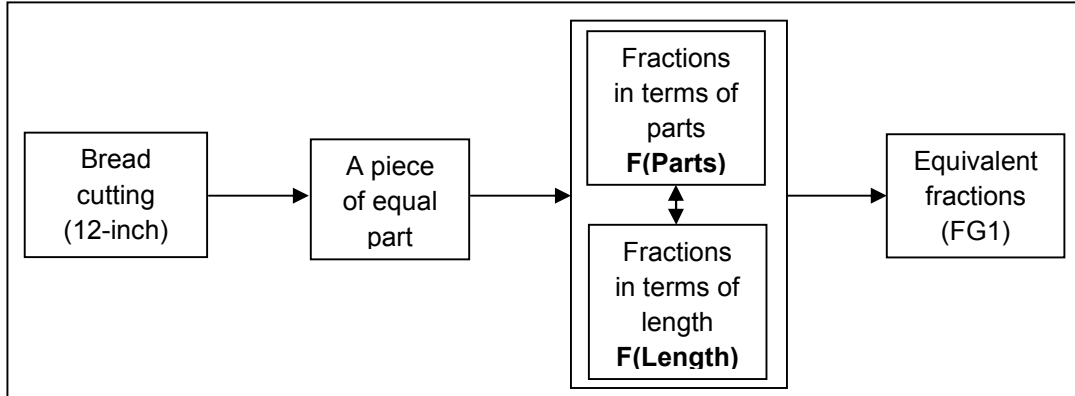 Bread
cutting
(12-inch)
A piece
of equal
part
Fractions
in terms of
parts
F(Parts)
Fractions
in terms of
length
F(Length)
Equivalent
fractions
(FG1)